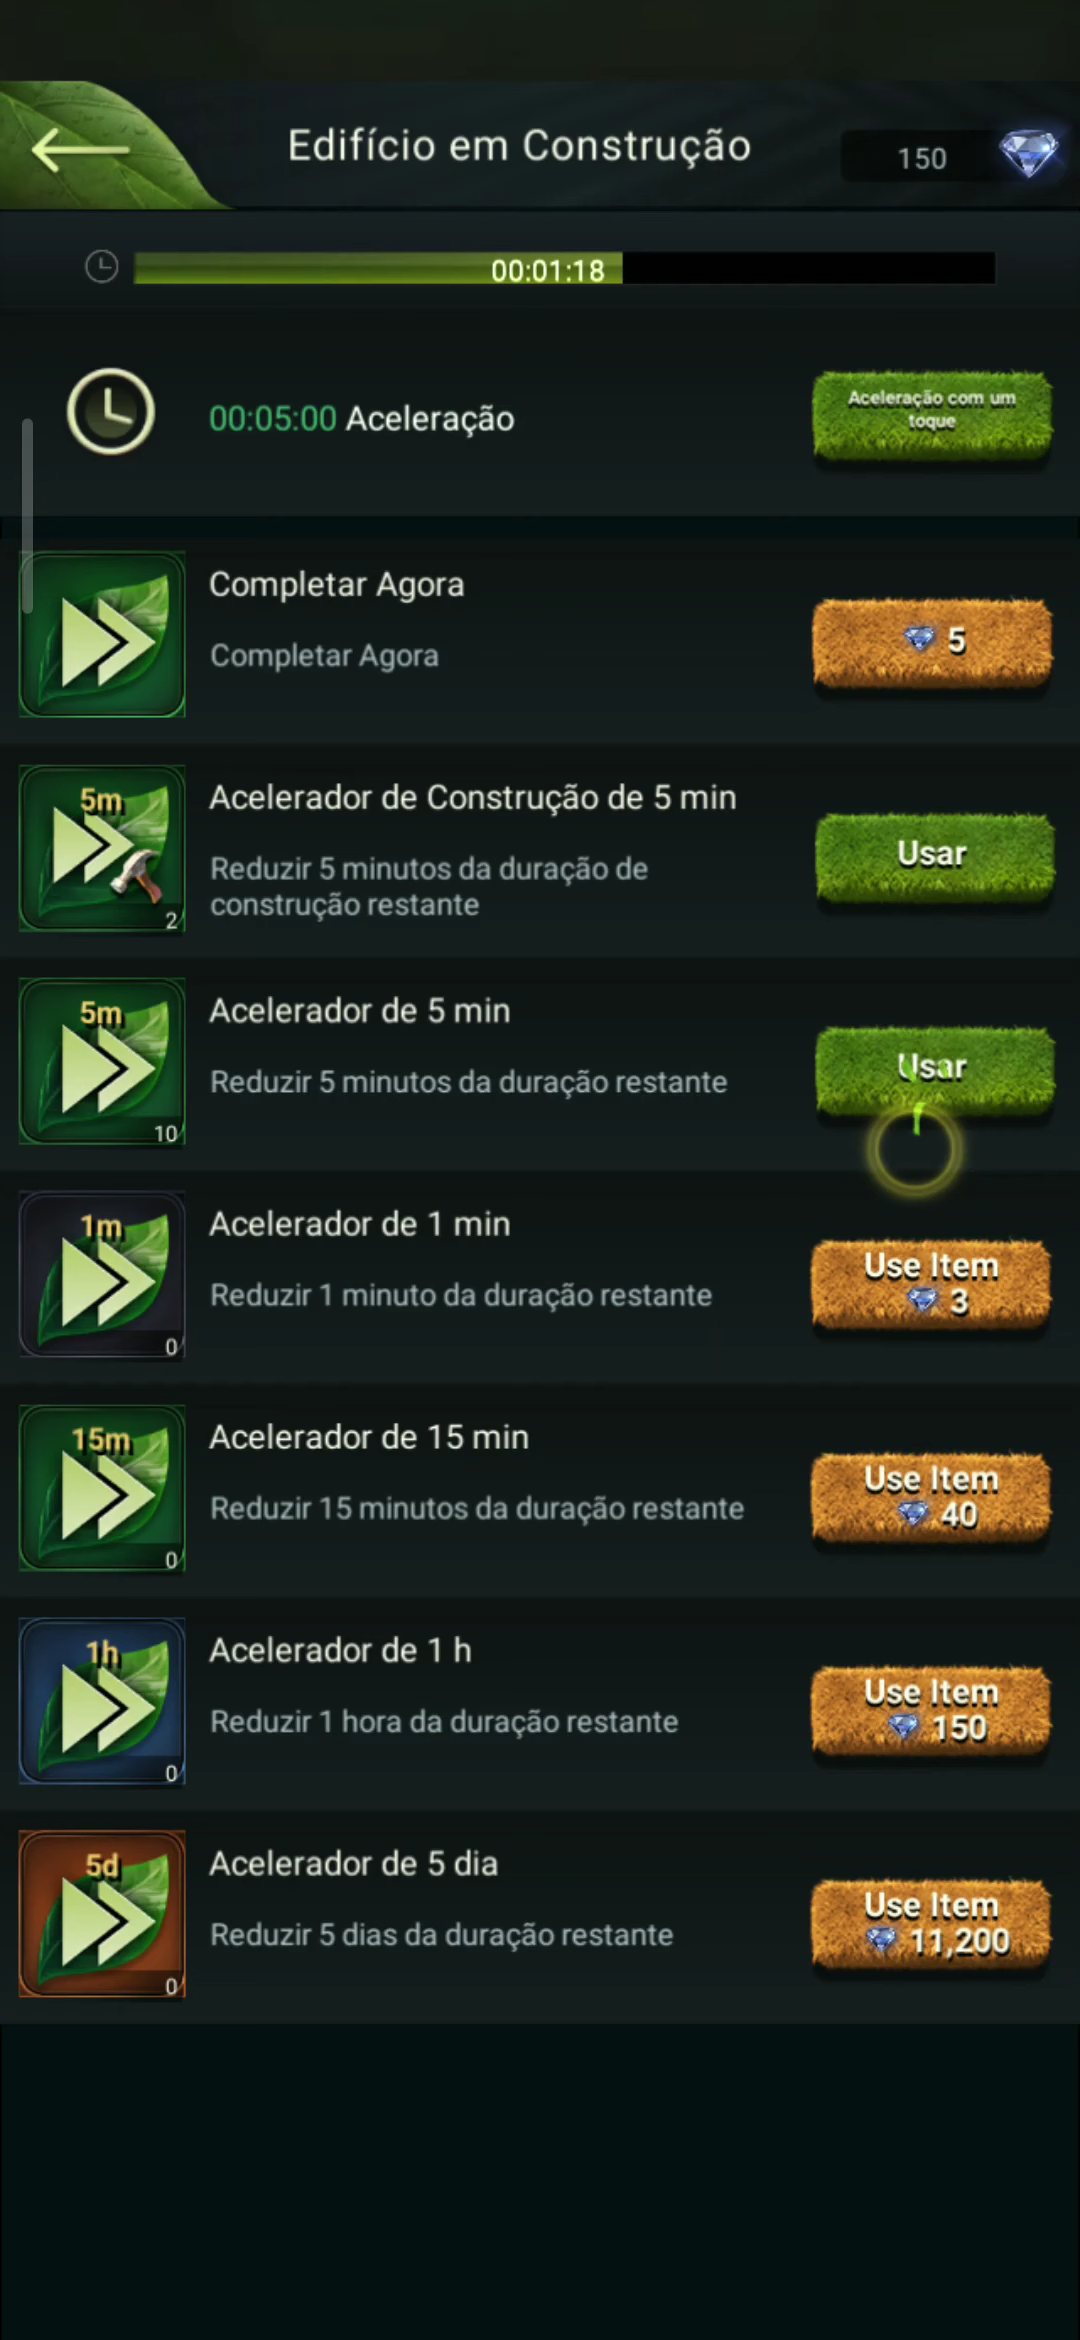 Edifício em Construção
150
00:01:18
00:05:00 Aceleração
Aceleração com um
toque
Completar Agora
Completar Agora
5
5m
2
Acelerador de Construção de 5 min
Reduzir 5 minutos da duração de
construção restante
Usar
5m
10
Acelerador de 5 min
Reduzir 5 minutos da duração restante
Usar
1m
0
Acelerador de 1 min
Reduzir 1 minuto da duração restante
Use Item
3
15m
0
Acelerador de 15 min
Reduzir 15 minutos da duração restante
Use Item
40
1h
0
Acelerador de 1 h
Reduzir 1 hora da duração restante
Use Item
150
5d
0
Acelerador de 5 dia
Reduzir 5 dias da duração restante
Use Item
11,200